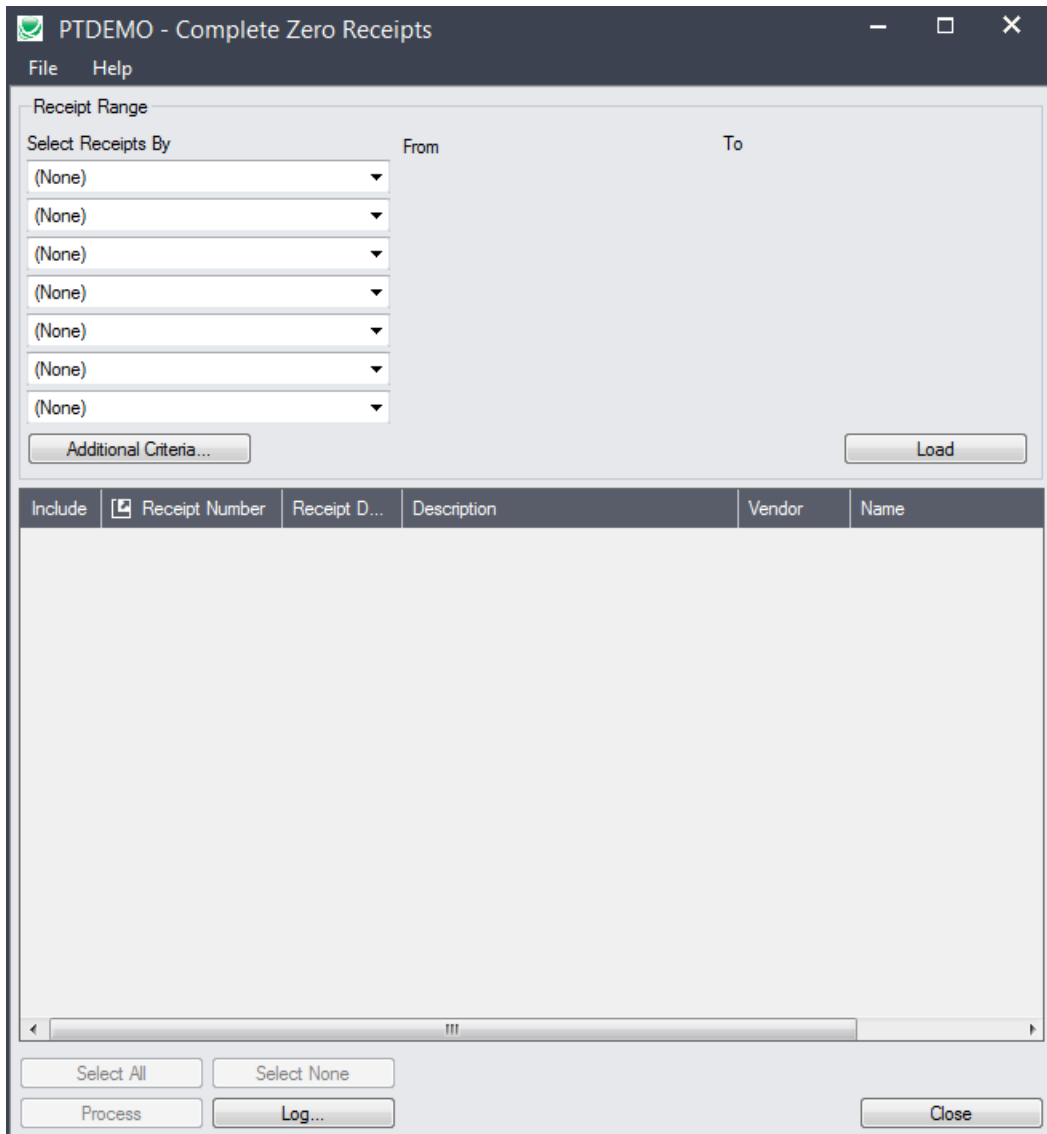 PTDEMO - Complete Zero Receipts
File Help
Receipt Range
Select Receipts By From To
(None)
(None)
(None)
(None)
(None)
(None)
(None)
Additional Criteria... Load
Include Receipt Number Receipt D... Description Vendor Name
Select All Select None
Process Log... Close